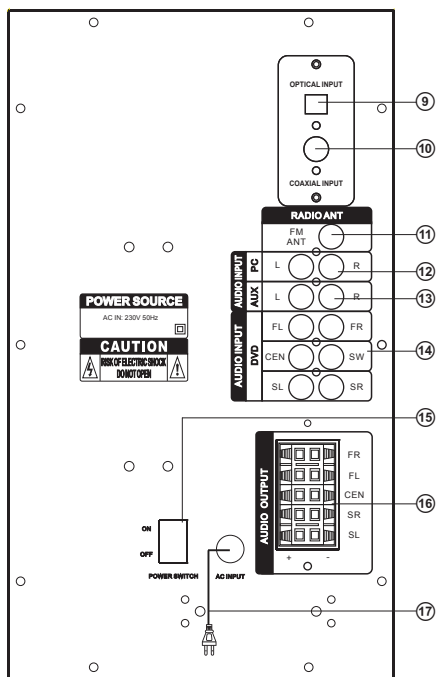 OPTICAL INPUT
9
10
COAXIAL INPUT
RADIO ANT
FM
ANT
11
AUDIO INPUT
PC
L
R
12
AUX
L
R
13
AUDIO INPUT
DVD
FL
FR
CEN
SW
14
SL
SR
POWER SOURCE
AC IN: 230V 50Hz
CAUTION
RISK OF ELECTRIC SHOCK
DO NOT OPEN
!
15
AUDIO OUTPUT
FR
FL
CEN
16
SR
SL
+ -
ON
OFF
POWER SWITCH
AC INPUT
17